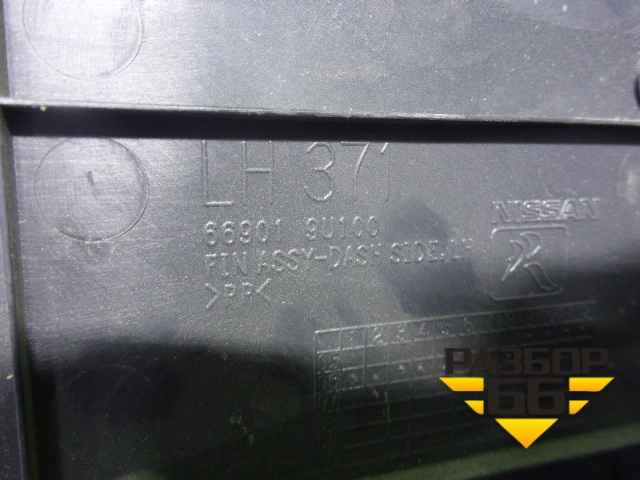 LH 371
66901 9U100
FIN ASSY-DASH SIDE, LH
>PP<
NISSAN
РАЗБОР
66